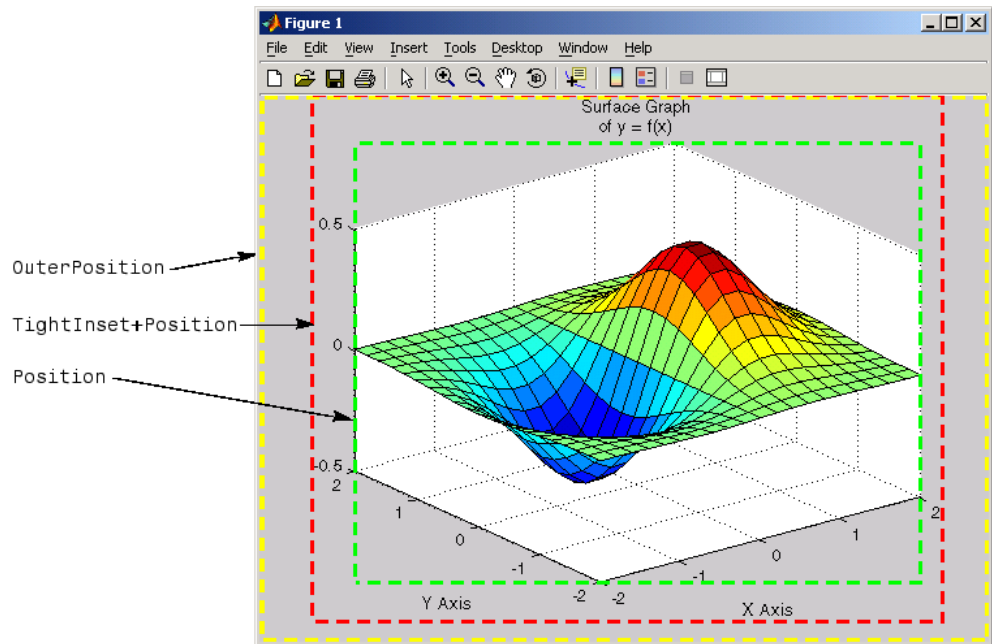 Figure 1
File Edit View Insert Tools Desktop Window Help
Surface Graph
of y = f(x)
OuterPosition
TightInset+Position
Position
0.5
0
-0.5
2
1
0
-1
-2
-2
-1
0
1
2
Y Axis
X Axis